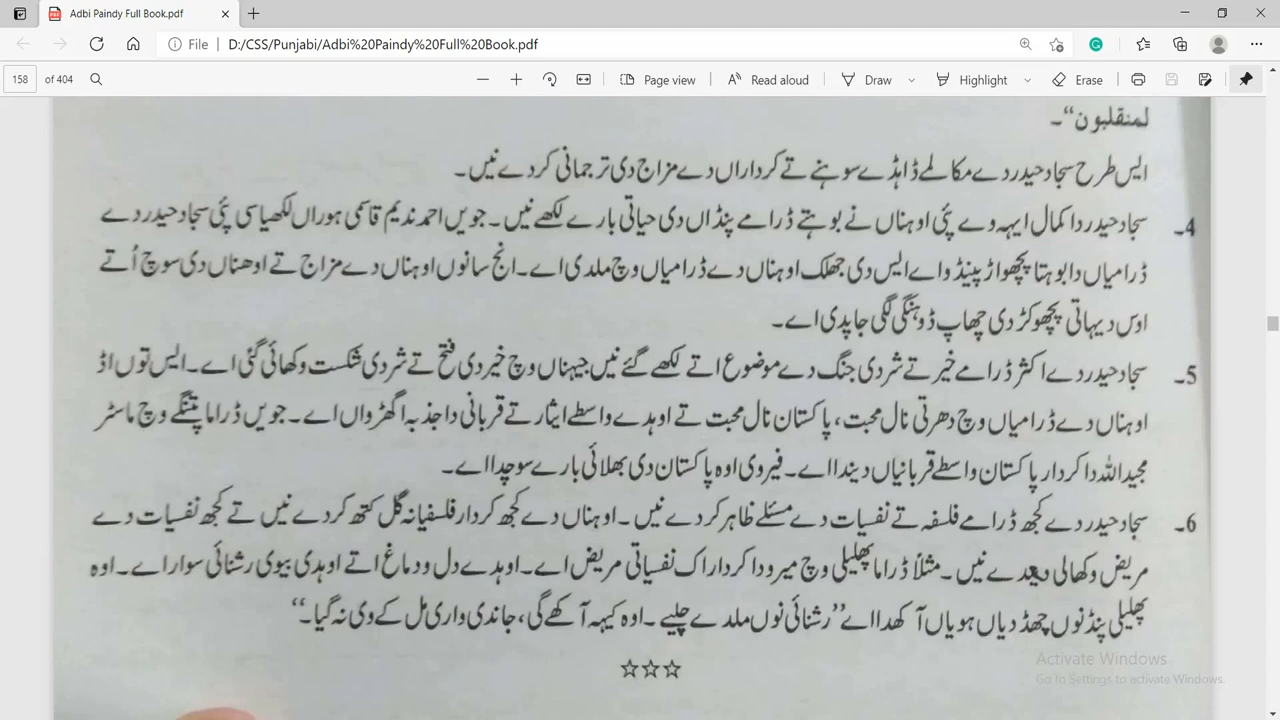 Adbi Paindy Full Book.pdf
File D:/CSS/Punjabi/Adbi%20Paindy%20Full%20Book.pdf
158 of 404 Page view Read aloud Draw Highlight Erase
لمنقلبون“۔
ایس طرح سجاد حیدر دے مکالمے ڈاہڈے سوہنے تے کرداراں دے مزاج دی ترجمانی کردے نیں۔
4۔ سجاد حیدر دا کمال ایہہ وے پئی اوہناں نے بوہتے ڈرامے پنڈاں دی حیاتی بارے لکھے نیں۔ جویں احمد ندیم قاسمی ہوراں لکھیا سی پئی سجاد حیدر دے
ڈرامیاں دا بوہتا پچھواڑ پینڈو اے ایس دی جھلک اوہناں دے ڈرامیاں وچ ملدی اے۔ انج سانوں اوہناں دے مزاج تے اوھناں دی سوچ اُتے
اوس دیہاتی پچھوکڑ دی چھاپ ڈوہنگی لگی جاپدی اے۔
5۔ سجاد حیدر دے اکثر ڈرامے خیر تے شر دی جنگ دے موضوع اتے لکھے گئے نیں جیہناں وچ خیر دی فتح تے شر دی شکست وکھائی گئی اے۔ ایس توں اڈ
اوہناں دے ڈرامیاں وچ دھرتی نال محبت، پاکستان نال محبت تے اوہدے واسطے ایثار تے قربانی دا جذبہ اگھڑواں اے۔ جویں ڈراما پتنگے وچ ماسٹر
مجید اللہ دا کردار پاکستان واسطے قربانیاں دیندا اے۔ فیر وی اوہ پاکستان دی بھلائی بارے سوچدا اے۔
6۔ سجاد حیدر دے کجھ ڈرامے فلسفہ تے نفسیات دے مسئلے ظاہر کردے نیں۔ اوہناں دے کجھ کردار فلسفیانہ گل کتھ کردے نیں تے کجھ نفسیات دے
مریض وکھالی دیندے نیں۔ مثلاً ڈراما پھلیلی وچ میرو دا کردار اک نفسیاتی مریض اے۔ اوہدے دل و دماغ اتے اوہدی بیوی رشنائی سوار اے۔ اوہ
پھلیلی پنڈ نوں چھڈ دیاں ہویاں آکھدا اے ”رشنائی نوں ملدے چلیے۔ اوہ کیہہ آکھے گی، جاندی واری مل کے وی نہ گیا۔“
☆☆☆
Activate Windows
Go to Settings to activate Windows.